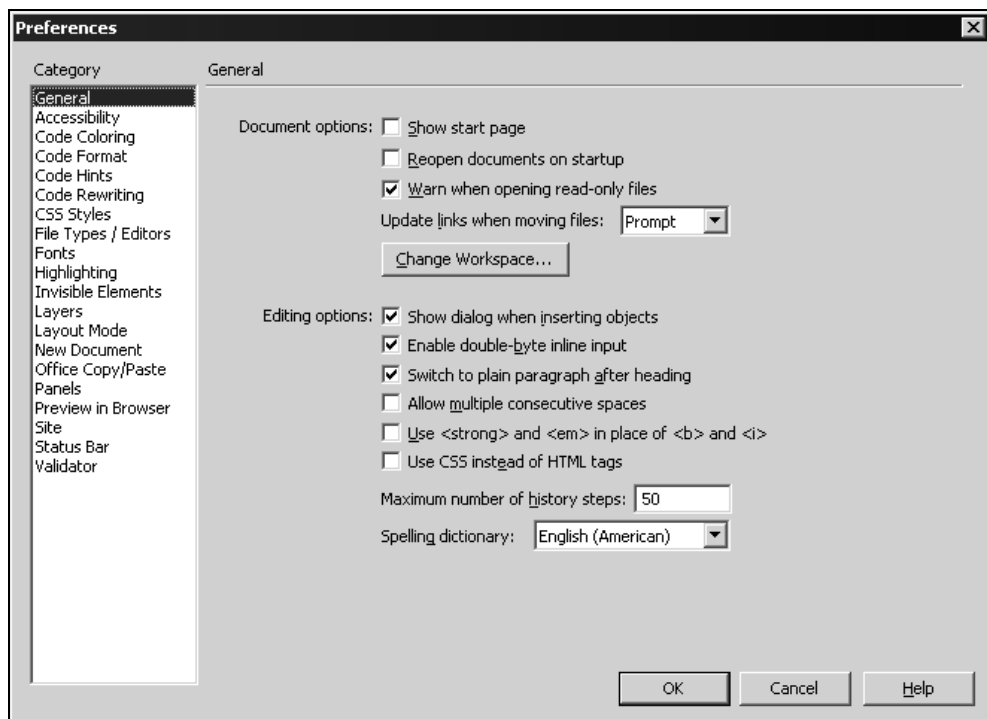 Preferences
Category
General
Accessibility
Code Coloring
Code Format
Code Hints
Code Rewriting
CSS Styles
File Types / Editors
Fonts
Highlighting
Invisible Elements
Layers
Layout Mode
New Document
Office Copy/Paste
Panels
Preview in Browser
Site
Status Bar
Validator
General
Document options: Show start page
Reopen documents on startup
Warn when opening read-only files
Update links when moving files: Prompt
Change Workspace...
Editing options: Show dialog when inserting objects
Enable double-byte inline input
Switch to plain paragraph after heading
Allow multiple consecutive spaces
Use <strong> and <em> in place of <b> and <i>
Use CSS instead of HTML tags
Maximum number of history steps: 50
Spelling dictionary: English (American)
OK Cancel Help